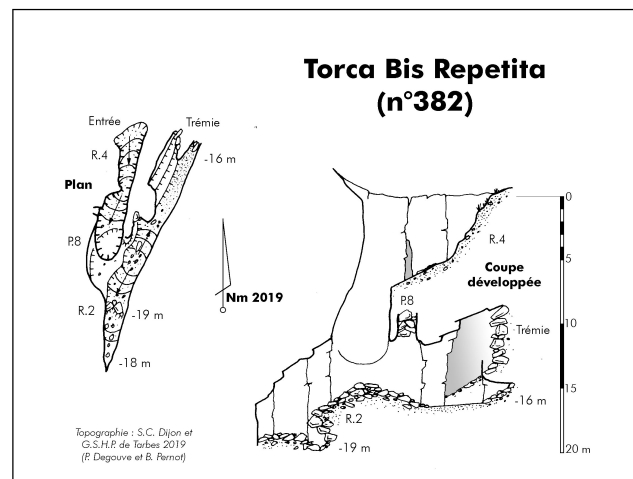 Torca Bis Repetita
(n°382)
Entrée
Trémie
R.4
-16 m
Plan
P.8
R.2
-19 m
-18 m
Nm 2019
Topographie : S.C. Dijon et
G.S.H.P. de Tarbes 2019
(P. Degouve et B. Pernot)
0
R.4
5
Coupe
développée
P.8
10
Trémie
15
-16 m
R.2
-19 m
20 m